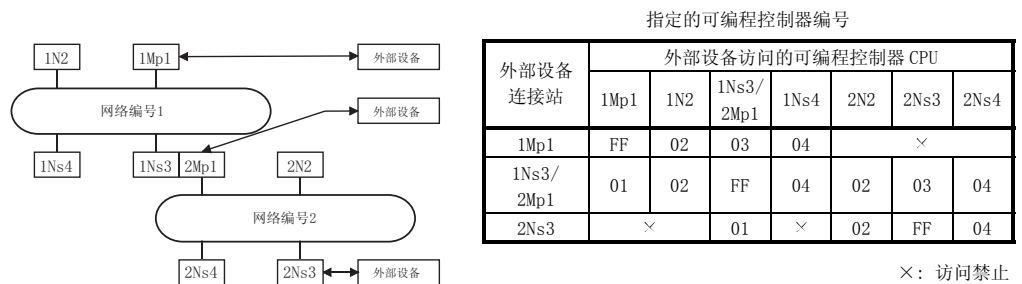 指定的可编程控制器编号
1N2 1Mp1 外部设备
网络编号1 外部设备
1Ns4 1Ns3 2Mp1 2N2
网络编号2
2Ns4 2Ns3 外部设备
外部设备连接站 外部设备访问的可编程控制器 CPU
1Mp1 1N2 1Ns3/2Mp1 1Ns4 2N2 2Ns3 2Ns4
1Mp1 FF 02 03 04 ×
1Ns3/2Mp1 01 02 FF 04 02 03 04
2Ns3 × 01 × 02 FF 04
×: 访问禁止